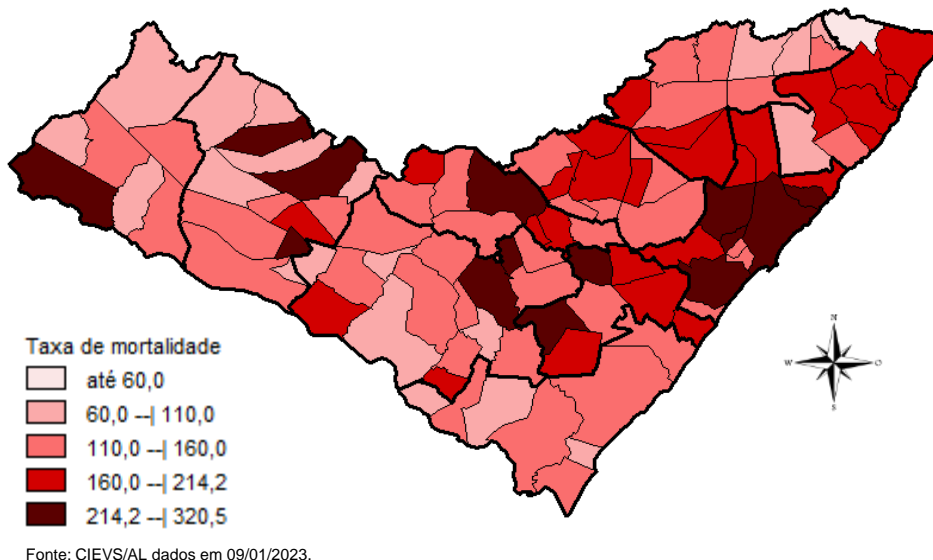 N
W
O
S
Taxa de mortalidade
até 60,0
60,0 --| 110,0
110,0 --| 160,0
160,0 --| 214,2
214,2 --| 320,5
Fonte: CIEVS/AL dados em 09/01/2023.